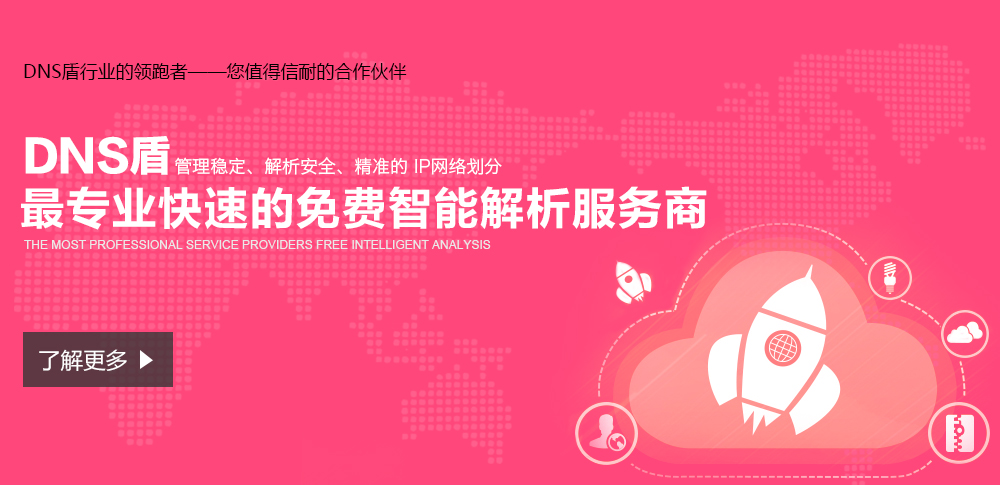 DNS盾行业的领跑者——您值得信耐的合作伙伴
DNS盾 管理稳定、解析安全、精准的 IP网络划分
最专业快速的免费智能解析服务商
THE MOST PROFESSIONAL SERVICE PROVIDERS FREE INTELLIGENT ANALYSIS
了解更多